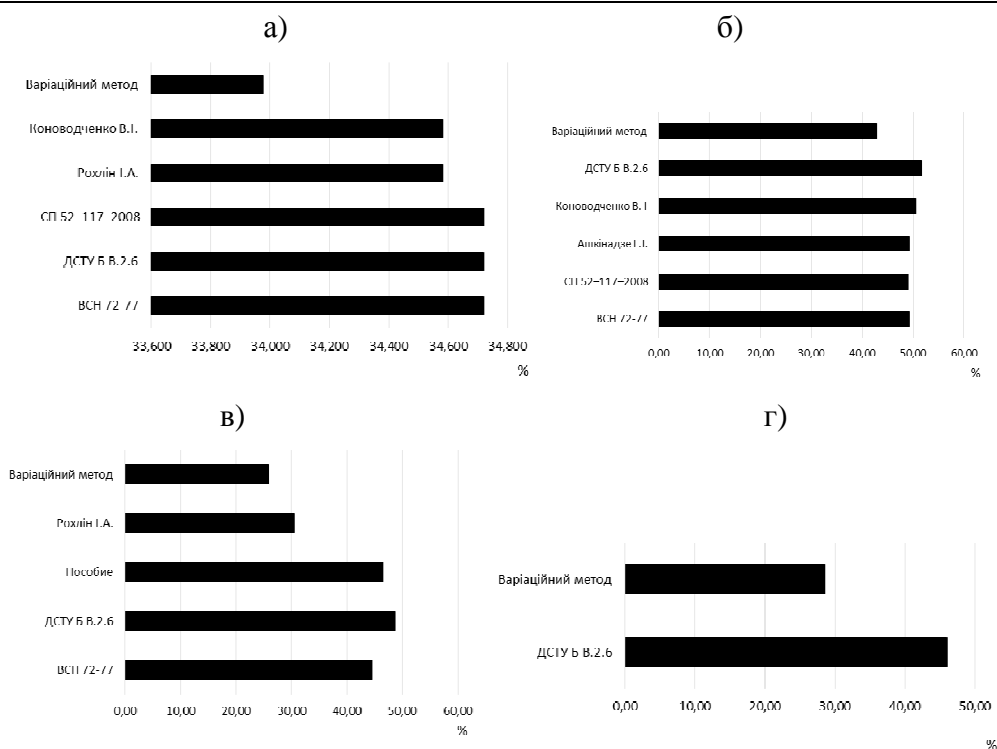 а)
Варіаційний метод
Коноводченко В.І.
Рохлін І.А.
СП 52–117–2008
ДСТУ Б В.2.6
ВСН 72-77
33,600 33,800 34,000 34,200 34,400 34,600 34,800
%
б)
Варіаційний метод
ДСТУ Б В.2.6
Коноводченко В.І
Ашкінадзе Г.І.
СП 52–117–2008
ВСН 72-77
0,00 10,00 20,00 30,00 40,00 50,00 60,00
%
в)
Варіаційний метод
Рохлін І.А.
Пособие
ДСТУ Б В.2.6
ВСН 72-77
0,00 10,00 20,00 30,00 40,00 50,00 60,00
%
г)
Варіаційний метод
ДСТУ Б В.2.6
0,00 10,00 20,00 30,00 40,00 50,00
%